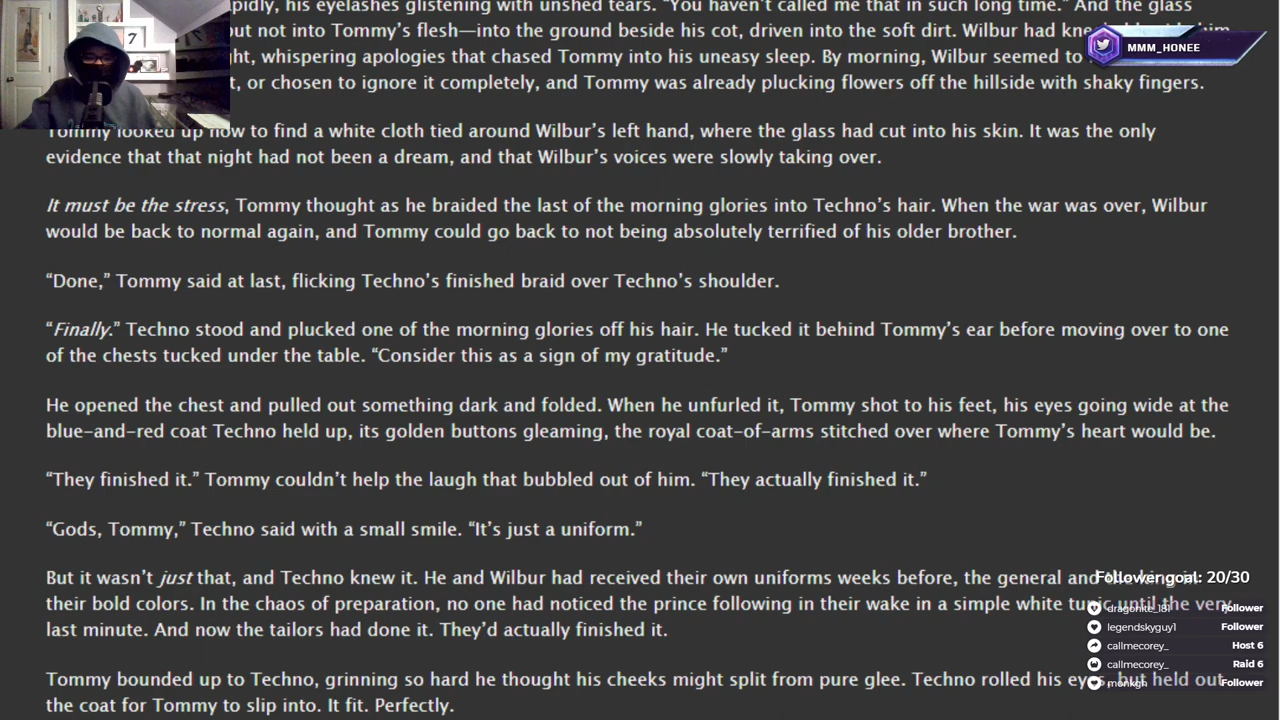 pidly, his eyelashes glistening with unshed tears. “You haven't called me that in such long time.” And the glass
but not into Tommy's flesh—into the ground beside his cot, driven into the soft dirt. Wilbur had
MMM_HONEE
ht, whispering apologies that chased Tommy into his uneasy sleep. By morning, Wilbur seemed to
t, or chosen to ignore it completely, and Tommy was already plucking flowers off the hillside with shaky fingers.
7
Tommy looked up now to find a white cloth tied around Wilbur's left hand, where the glass had cut into his skin. It was the only
evidence that that night had not been a dream, and that Wilbur's voices were slowly taking over.
It must be the stress, Tommy thought as he braided the last of the morning glories into Techno's hair. When the war was over, Wilbur
would be back to normal again, and Tommy could go back to not being absolutely terrified of his older brother.
“Done,” Tommy said at last, flicking Techno's finished braid over Techno's shoulder.
“Finally.” Techno stood and plucked one of the morning glories off his hair. He tucked it behind Tommy's ear before moving over to one
of the chests tucked under the table. “Consider this as a sign of my gratitude.”
He opened the chest and pulled out something dark and folded. When he unfurled it, Tommy shot to his feet, his eyes going wide at the
blue-and-red coat Techno held up, its golden buttons gleaming, the royal coat-of-arms stitched over where Tommy's heart would be.
“They finished it.” Tommy couldn't help the laugh that bubbled out of him. “They actually finished it.”
“Gods, Tommy,” Techno said with a small smile. “It's just a uniform.”
But it wasn't just that, and Techno knew it. He and Wilbur had received their own uniforms weeks before, the general and
Follower goal: 20/30
their bold colors. In the chaos of preparation, no one had noticed the prince following in their wake in a simple white tunic until the very
dragonite_181 Follower
last minute. And now the tailors had done it. They'd actually finished it.
legendskyguy1 Follower
callmecorey_ Host 6
callmecorey_ Raid 6
Tommy bounded up to Techno, grinning so hard he thought his cheeks might split from pure glee. Techno rolled his eyes, but held out
Follower
the coat for Tommy to slip into. It fit. Perfectly.